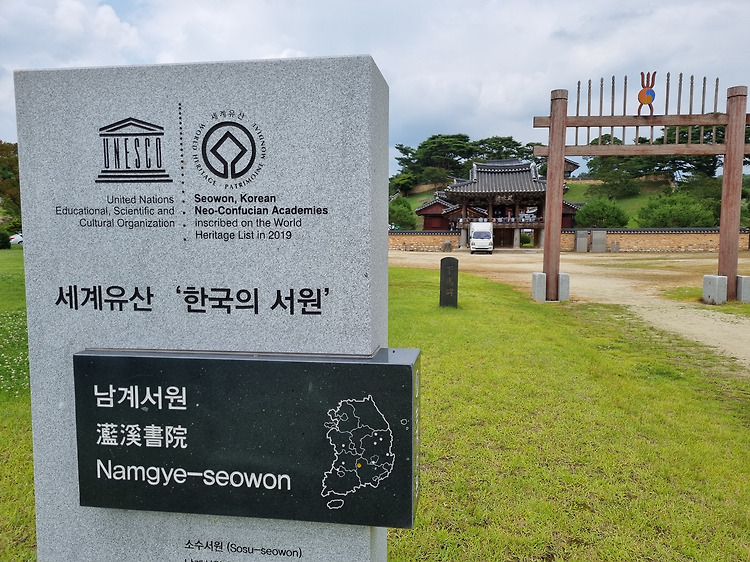 UNESCO
United Nations
Educational, Scientific and
Cultural Organization
세계유산
WORLD HERITAGE
PATRIMOINE MONDIAL
Seowon, Korean
Neo-Confucian Academies
inscribed on the World
Heritage List in 2019
세계유산 ‘한국의 서원’
남계서원
灆溪書院
Namgye-seowon
소수서원 (Sosu-seowon)